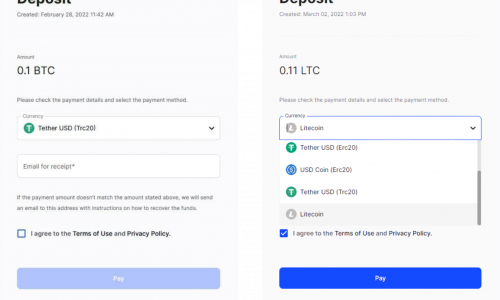 Deposit
Created: February 28, 2022 11:42 AM
Amount
0.1 BTC
Please check the payment details and select the payment method.
Currency
Tether USD (Trc20)
Email for receipt*
If the payment amount doesn't match the amount stated above, we will send
an email to this address with instructions on how to recover the funds.
I agree to the Terms of Use and Privacy Policy.
Pay
Deposit
Created: March 02, 2022 1:03 PM
Amount
0.11 LTC
Please check the payment details and select the payment method.
Currency
Litecoin
Tether USD (Erc20)
USD Coin (Erc20)
Tether USD (Trc20)
Litecoin
I agree to the Terms of Use and Privacy Policy.
Pay